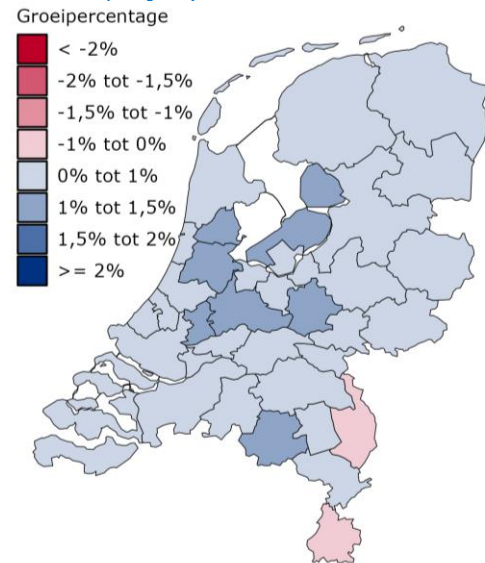 Groeipercentage
< -2%
-2% tot -1,5%
-1,5% tot -1%
-1% tot 0%
0% tot 1%
1% tot 1,5%
1,5% tot 2%
>= 2%